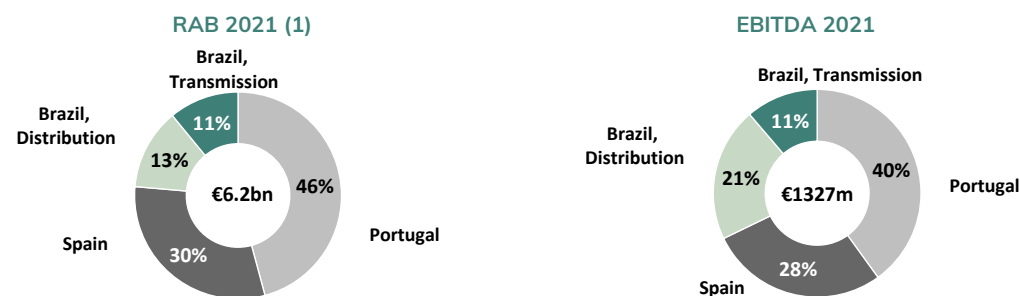 RAB 2021 (1)
Brazil,
Transmission
Brazil,
Distribution
11%
13%
€6.2bn
46%
Portugal
Spain
30%
EBITDA 2021
Brazil, Transmission
Brazil,
Distribution
11%
21%
€1327m
40%
Portugal
28%
Spain